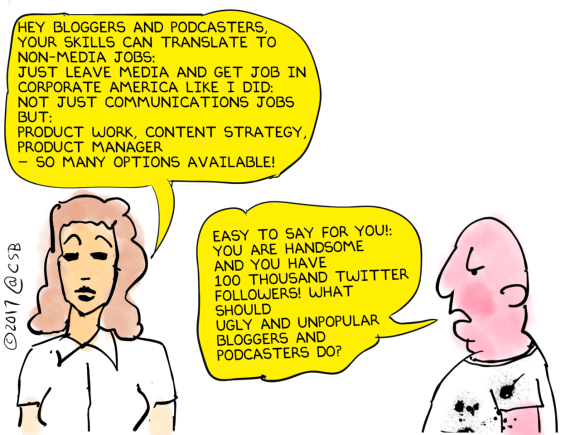 HEY BLOGGERS AND PODCASTERS,
YOUR SKILLS CAN TRANSLATE TO
NON-MEDIA JOBS:
JUST LEAVE MEDIA AND GET JOB IN
CORPORATE AMERICA LIKE I DID:
NOT JUST COMMUNICATIONS JOBS
BUT:
PRODUCT WORK, CONTENT STRATEGY,
PRODUCT MANAGER
– SO MANY OPTIONS AVAILABLE!
EASY TO SAY FOR YOU!:
YOU ARE HANDSOME
AND YOU HAVE
100 THOUSAND TWITTER
FOLLOWERS! WHAT
SHOULD
UGLY AND UNPOPULAR
BLOGGERS AND
PODCASTERS DO?
©2017 @CSB